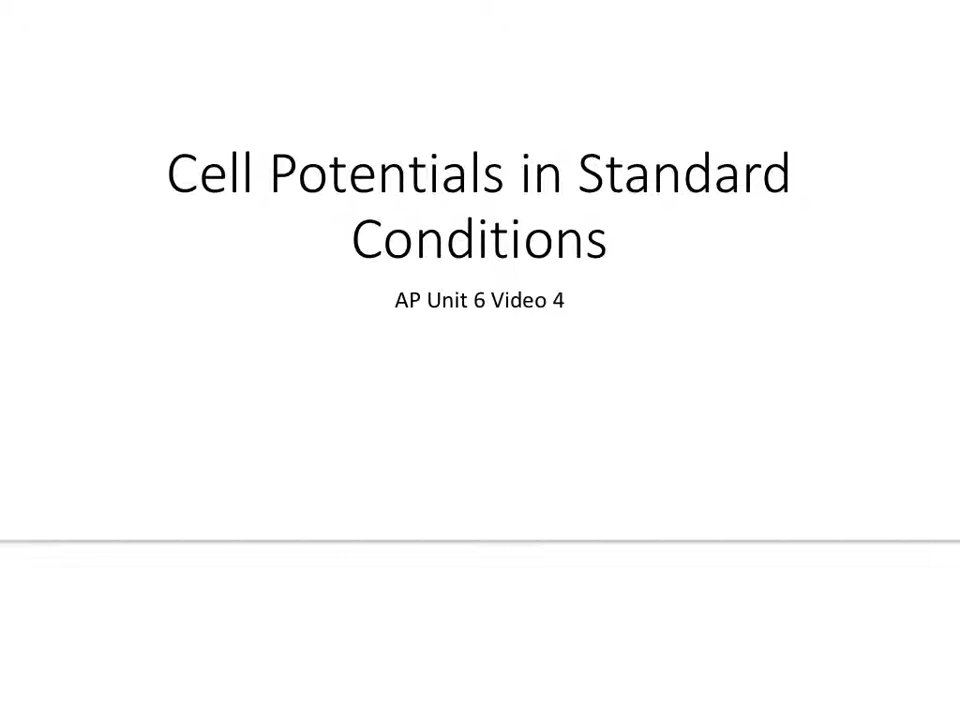 Cell Potentials in Standard
Conditions
AP Unit 6 Video 4